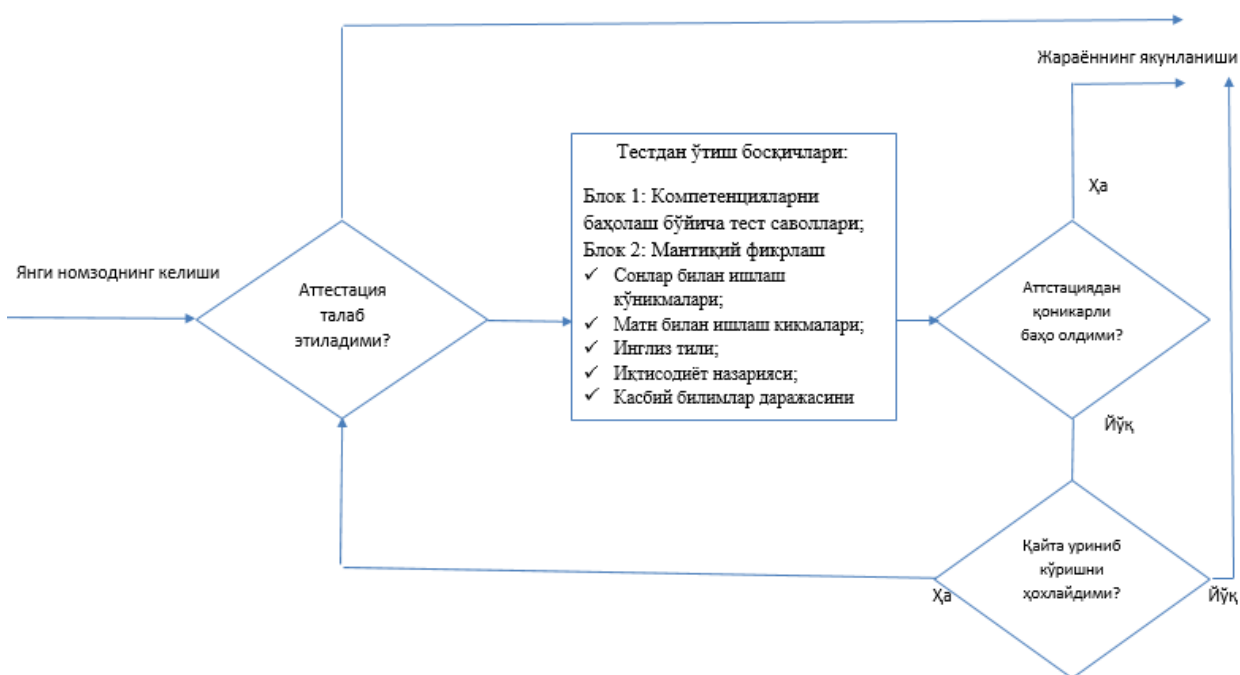 Жараённинг якунланиши
Янги номзоднинг келиши
Аттестация
талаб
этиладими?
Тестдан ўтиш босқичлари:
Блок 1: Компетенцияларни
баҳолаш бўйича тест саволлари;
Блок 2: Мантиқий фикрлаш
✓ Сонлар билан ишлаш
кўникмалари;
✓ Матн билан ишлаш кикмалари;
✓ Инглиз тили;
✓ Иқтисодиёт назарияси;
✓ Касбий билимлар даражасини
Ҳа
Аттстациядан
қоникарли
баҳо олдими?
Йўқ
Қайта уриниб
кўришни
ҳохлайдими?
Ҳа
Йўқ